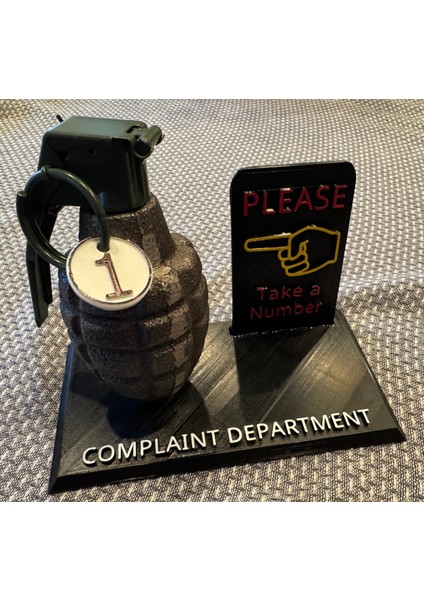 PLEASE
Take a
Number
1
COMPLAINT DEPARTMENT